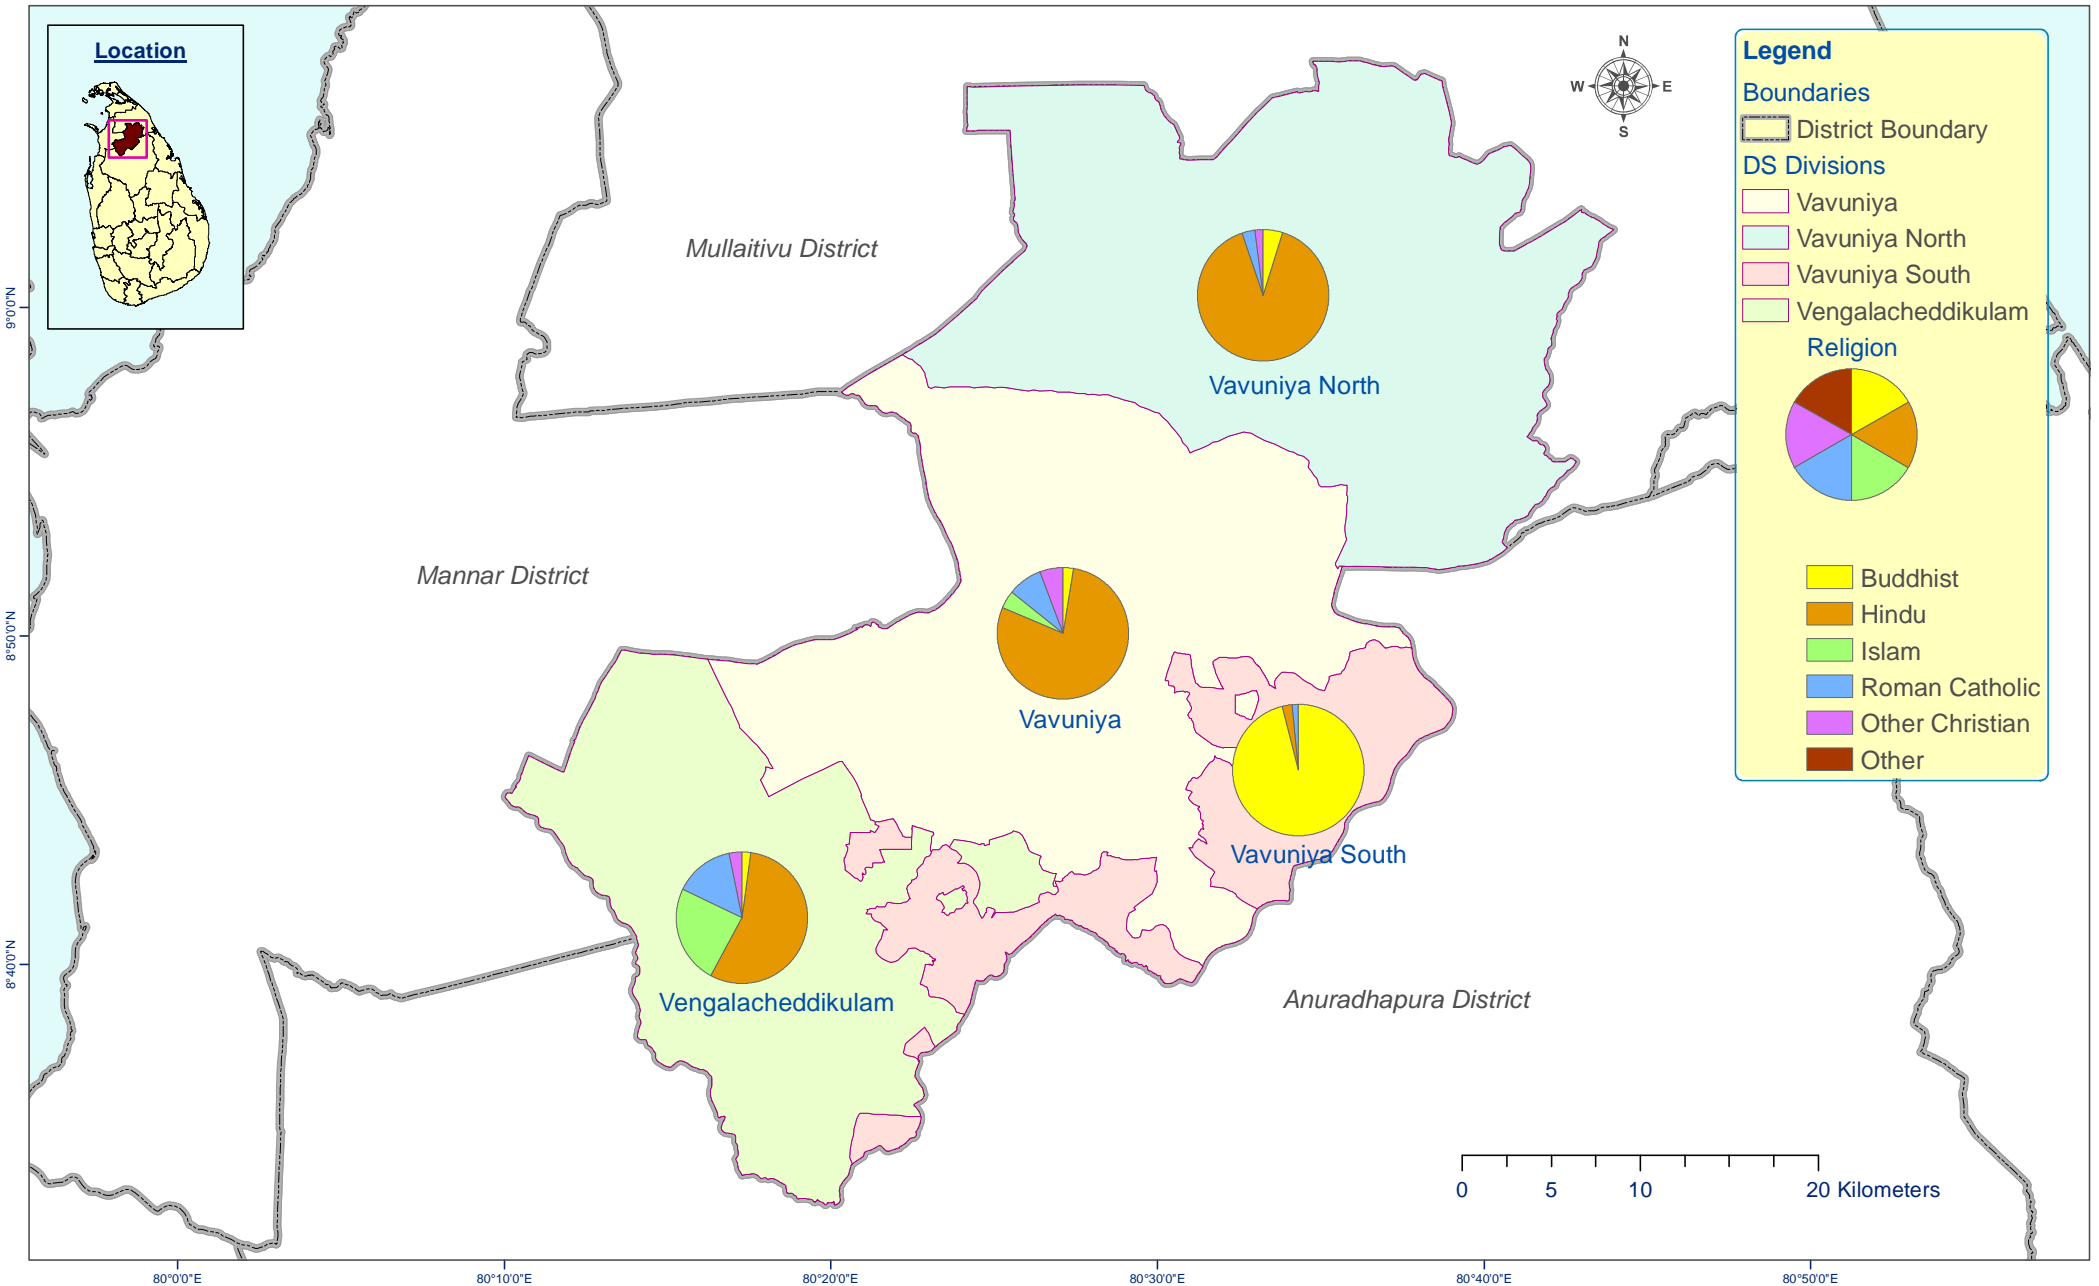 Location
N
W
E
S
Legend
Boundaries
District Boundary
DS Divisions
Vavuniya
Vavuniya North
Vavuniya South
Vengalacheddikulam
Religion
Buddhist
Hindu
Islam
Roman Catholic
Other Christian
Other
Mullaitivu District
Vavuniya North
Mannar District
Vavuniya
Vavuniya South
Vengalacheddikulam
Anuradhapura District
0 5 10 20 Kilometers
9°0'0"N
8°50'0"N
8°40'0"N
80°0'0"E 80°10'0"E 80°20'0"E 80°30'0"E 80°40'0"E 80°50'0"E